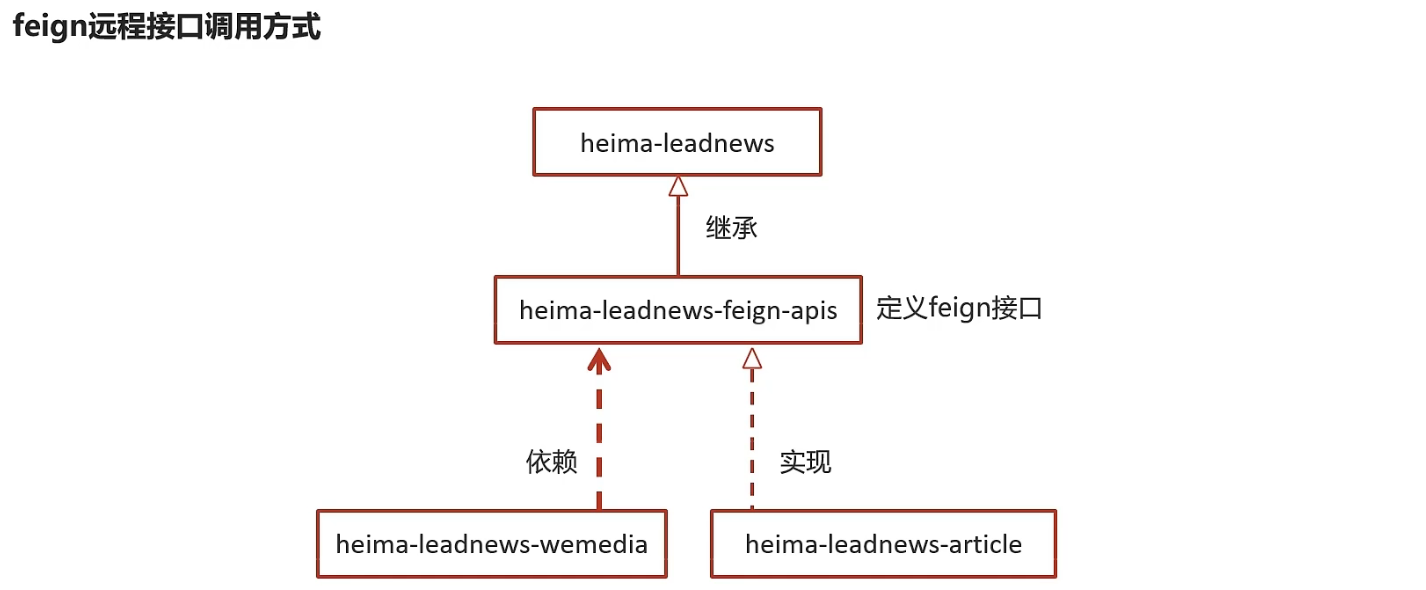 feign远程接口调用方式
heima-leadnews
继承
heima-leadnews-feign-apis
定义feign接口
依赖
实现
heima-leadnews-wemedia
heima-leadnews-article